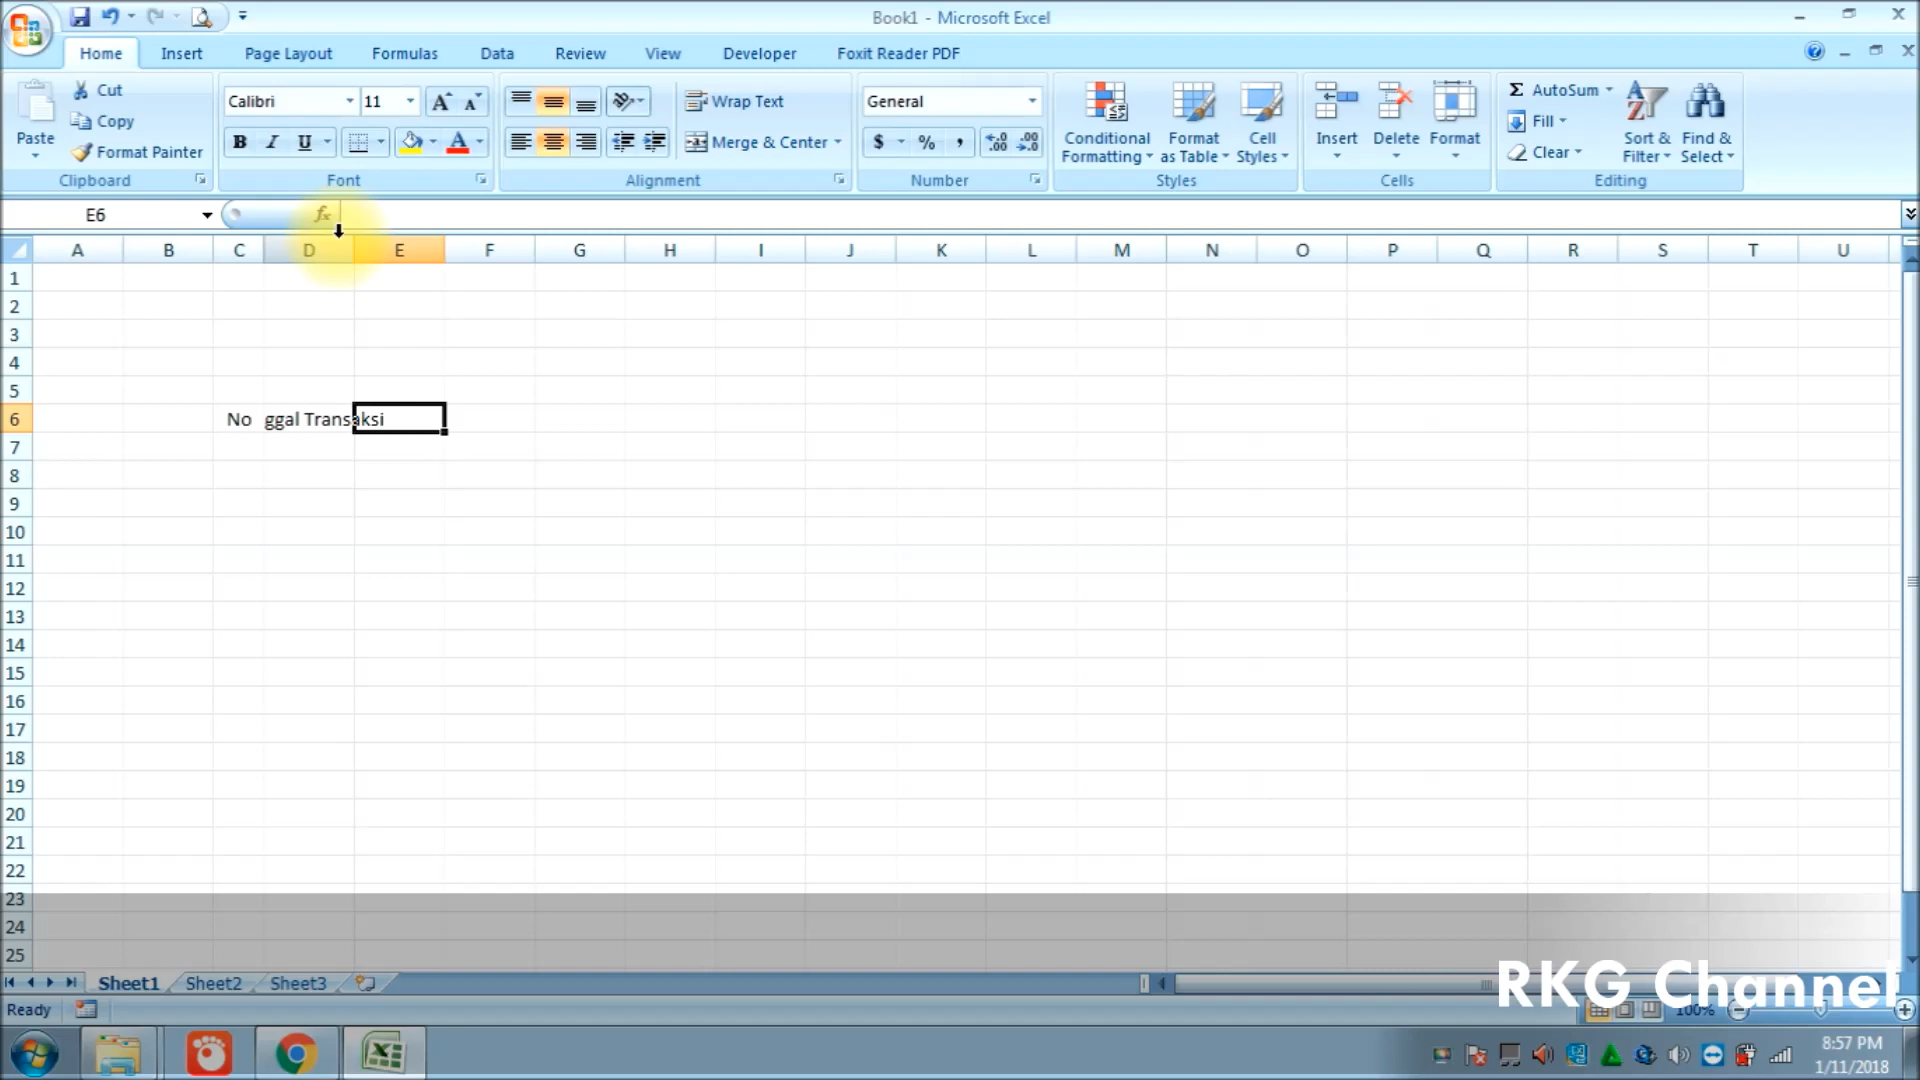 Book1 - Microsoft Excel
Home Insert Page Layout Formulas Data Review View Developer Foxit Reader PDF
Paste
Cut
Copy
Format Painter
Clipboard
Calibri 11
B I U
Font
Wrap Text
Merge & Center
Alignment
General
$ % ,
Number
Conditional Formatting
Format as Table
Cell Styles
Styles
Insert Delete Format
Cells
Σ AutoSum
Fill
Clear
Sort & Filter
Find & Select
Editing
E6 fx
A B C D E F G H I J K L M N O P Q R S T U
1
2
3
4
5
6 No ggal Transaksi
7
8
9
10
11
12
13
14
15
16
17
18
19
20
21
22
23
24
25
Sheet1 Sheet2 Sheet3
RKG Channel
Ready 100%
8:57 PM
1/11/2018